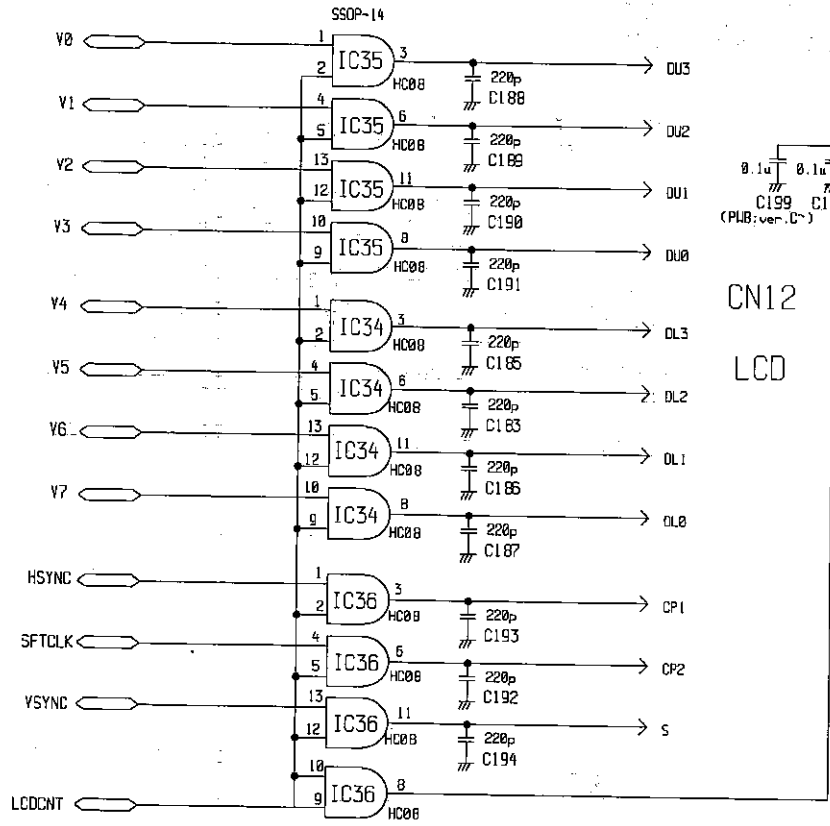 SSOP-14
V0 1 2 IC35 3 HC08 220p C188 DU3
V1 4 5 IC35 6 HC08 220p C189 DU2
V2 13 12 IC35 11 HC08 220p C190 DU1
V3 10 9 IC35 8 HC08 220p C191 DU0
V4 1 2 IC34 3 HC08 220p C185 DL3
V5 4 5 IC34 6 HC08 220p C183 DL2
V6 13 12 IC34 11 HC08 220p C186 DL1
V7 10 9 IC34 8 HC08 220p C187 DL0
HSYNC 1 2 IC36 3 HC08 220p C193 CP1
SFTCLK 4 5 IC36 6 HC08 220p C192 CP2
VSYNC 13 12 IC36 11 HC08 220p C194 S
LCDCNT 10 9 IC36 8 HC08
0.1u 0.1u
C199 C1
(PWB:ver.C~)
CN12
LCD